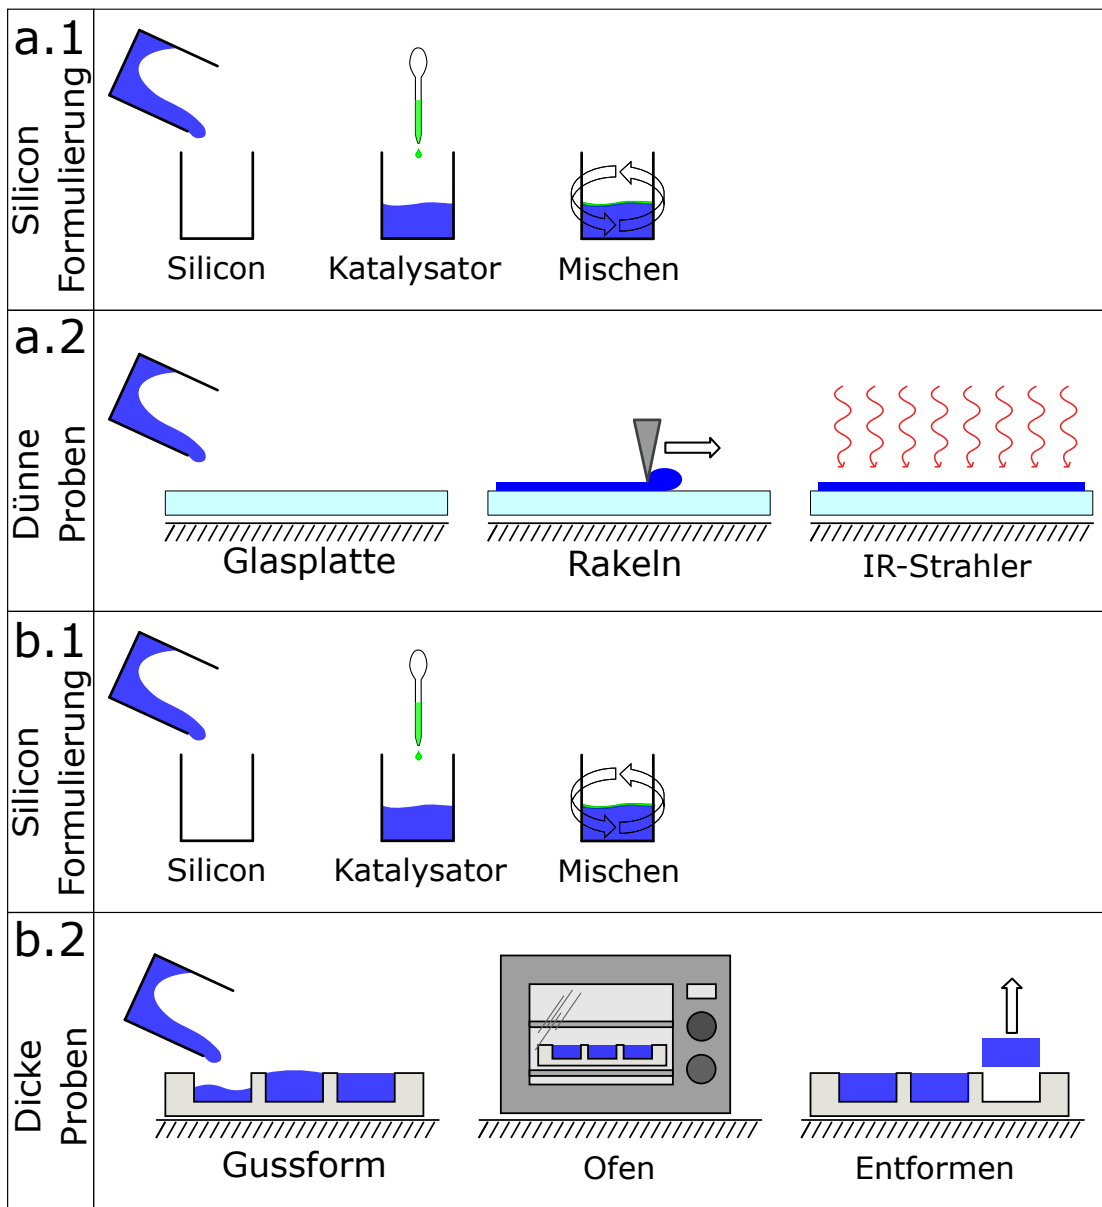 a.1
Silicon
Formulierung
Silicon
Katalysator
Mischen
a.2
Dünne
Proben
Glasplatte
Rakeln
IR-Strahler
b.1
Silicon
Formulierung
Silicon
Katalysator
Mischen
b.2
Dicke
Proben
Gussform
Ofen
Entformen